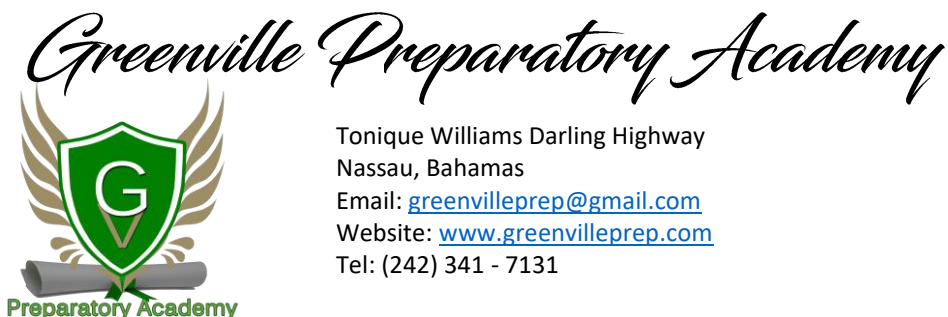 Greenville Preparatory Academy
Tonique Williams Darling Highway
Nassau, Bahamas
Email: greenvilleprep@gmail.com
Website: www.greenvilleprep.com
Tel: (242) 341 - 7131
GV
Preparatory Academy